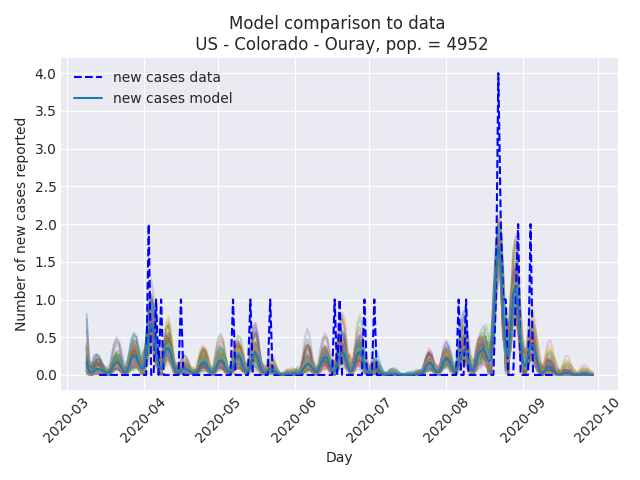 Model comparison to data
US - Colorado - Ouray, pop. = 4952
new cases data
new cases model
Number of new cases reported
4.0
3.5
3.0
2.5
2.0
1.5
1.0
0.5
0.0
2020-03
2020-04
2020-05
2020-06
2020-07
2020-08
2020-09
2020-10
Day